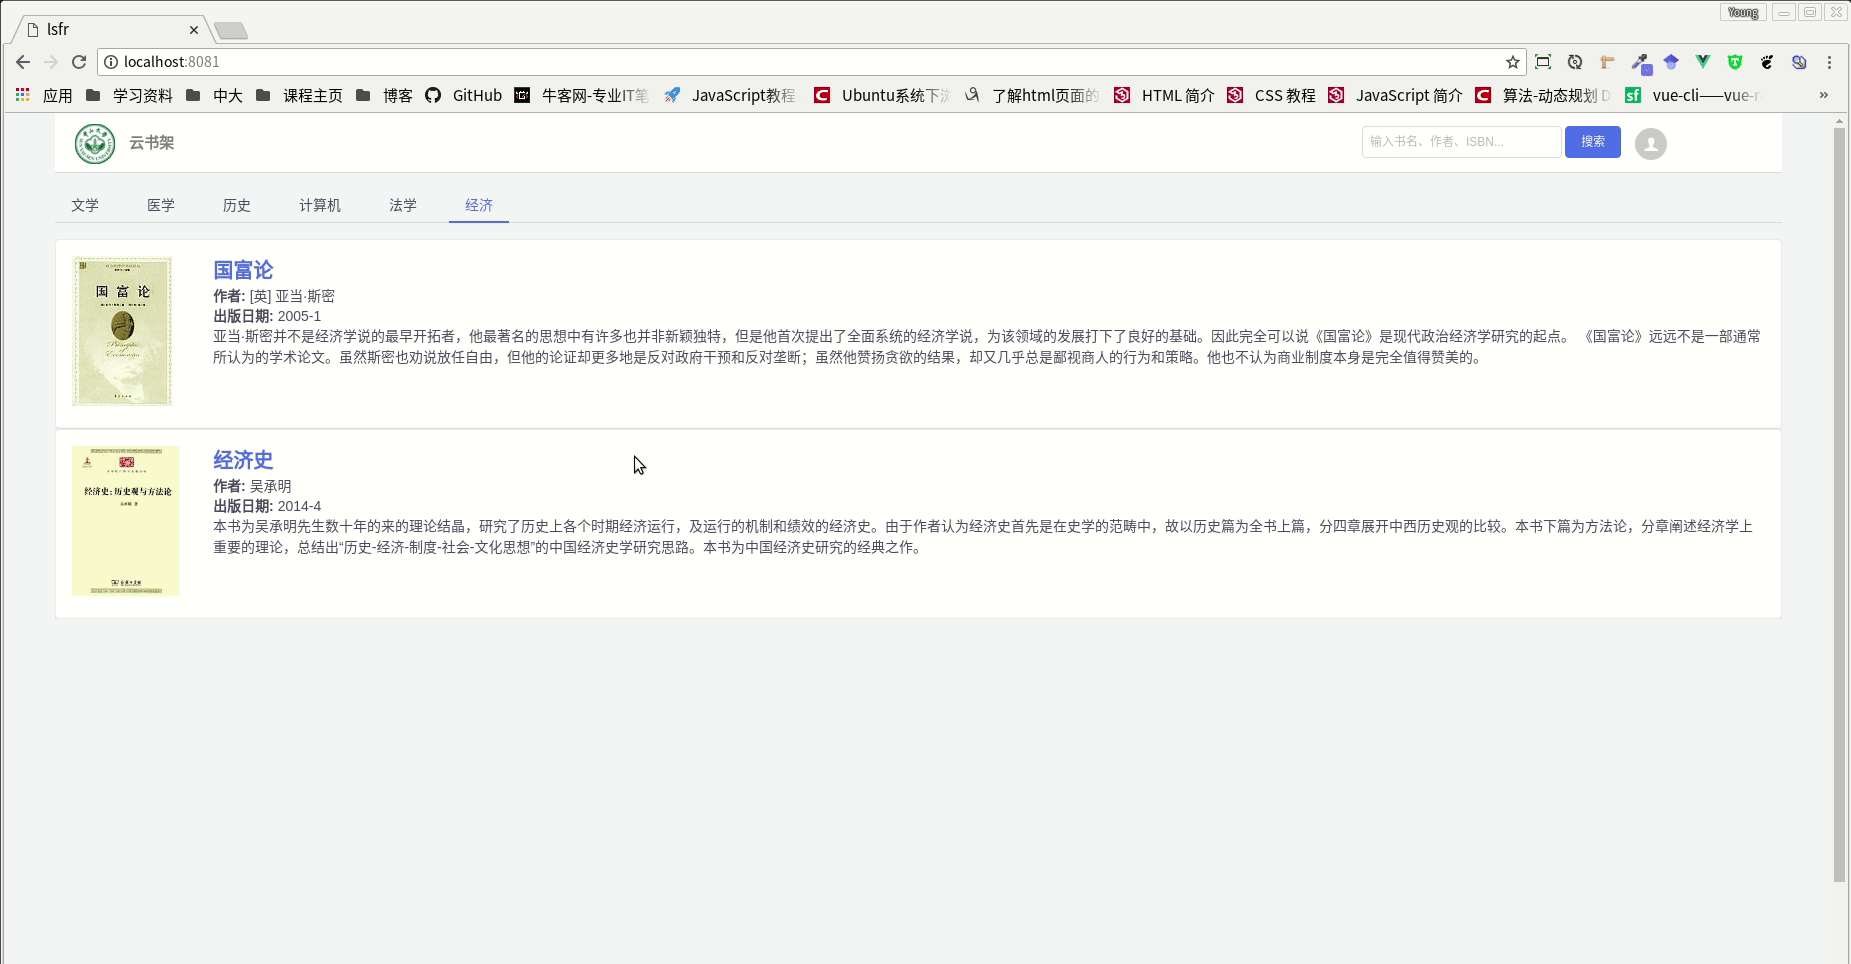 Young
lsfr
localhost:8081
应用 学习资料 中大 课程主页 博客 GitHub 牛客网-专业IT笔 JavaScript教程 Ubuntu系统下 了解html页面的 HTML 简介 CSS 教程 JavaScript 简介 算法-动态规划 D vue-cli——vue-r »
云书架 输入书名、作者、ISBN... 搜索
文学 医学 历史 计算机 法学 经济
国富论
国富论
作者: [英] 亚当·斯密
出版日期: 2005-1
亚当·斯密并不是经济学说的最早开拓者，他最著名的思想中有许多也并非新颖独特，但是他首次提出了全面系统的经济学说，为该领域的发展打下了良好的基础。因此完全可以说《国富论》是现代政治经济学研究的起点。 《国富论》远远不是一部通常
所认为的学术论文。虽然斯密也劝说放任自由，但他的论证却更多地是反对政府干预和反对垄断；虽然他赞扬贪欲的结果，却又几乎总是鄙视商人的行为和策略。他也不认为商业制度本身是完全值得赞美的。
经济史：历史观与方法论
经济史
作者: 吴承明
出版日期: 2014-4
本书为吴承明先生数十年的来的理论结晶，研究了历史上各个时期经济运行，及运行的机制和绩效的经济史。由于作者认为经济史首先是在史学的范畴中，故以历史篇为全书上篇，分四章展开中西历史观的比较。本书下篇为方法论，分章阐述经济学上
重要的理论，总结出“历史-经济-制度-社会-文化思想”的中国经济史学研究思路。本书为中国经济史研究的经典之作。